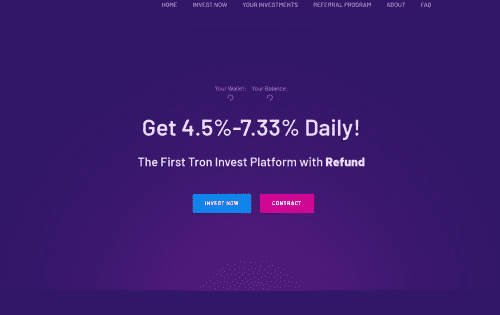 HOME INVEST NOW YOUR INVESTMENTS REFERRAL PROGRAM ABOUT FAQ
Your Wallet: Your Balance:
Get 4.5%-7.33% Daily!
The First Tron Invest Platform with Refund
INVEST NOW CONTRACT